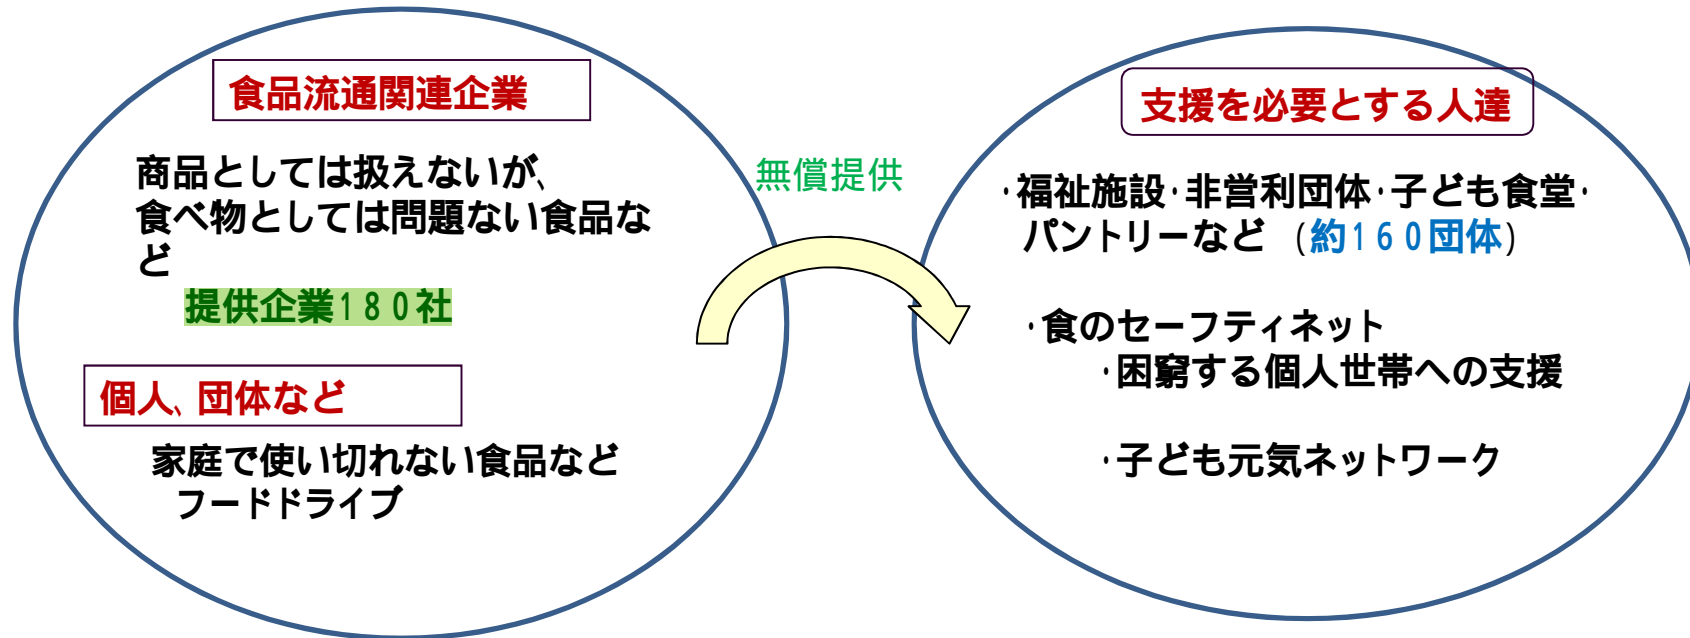 食品流通関連企業
商品としては扱えないが、
食べ物としては問題ない食品な
ど
提供企業180社
個人、団体など
家庭で使い切れない食品など
フードドライブ
無償提供
支援を必要とする人達
・福祉施設・非営利団体・子ども食堂・
パントリーなど (約160団体)
・食のセーフティネット
・困窮する個人世帯への支援
・子ども元気ネットワーク